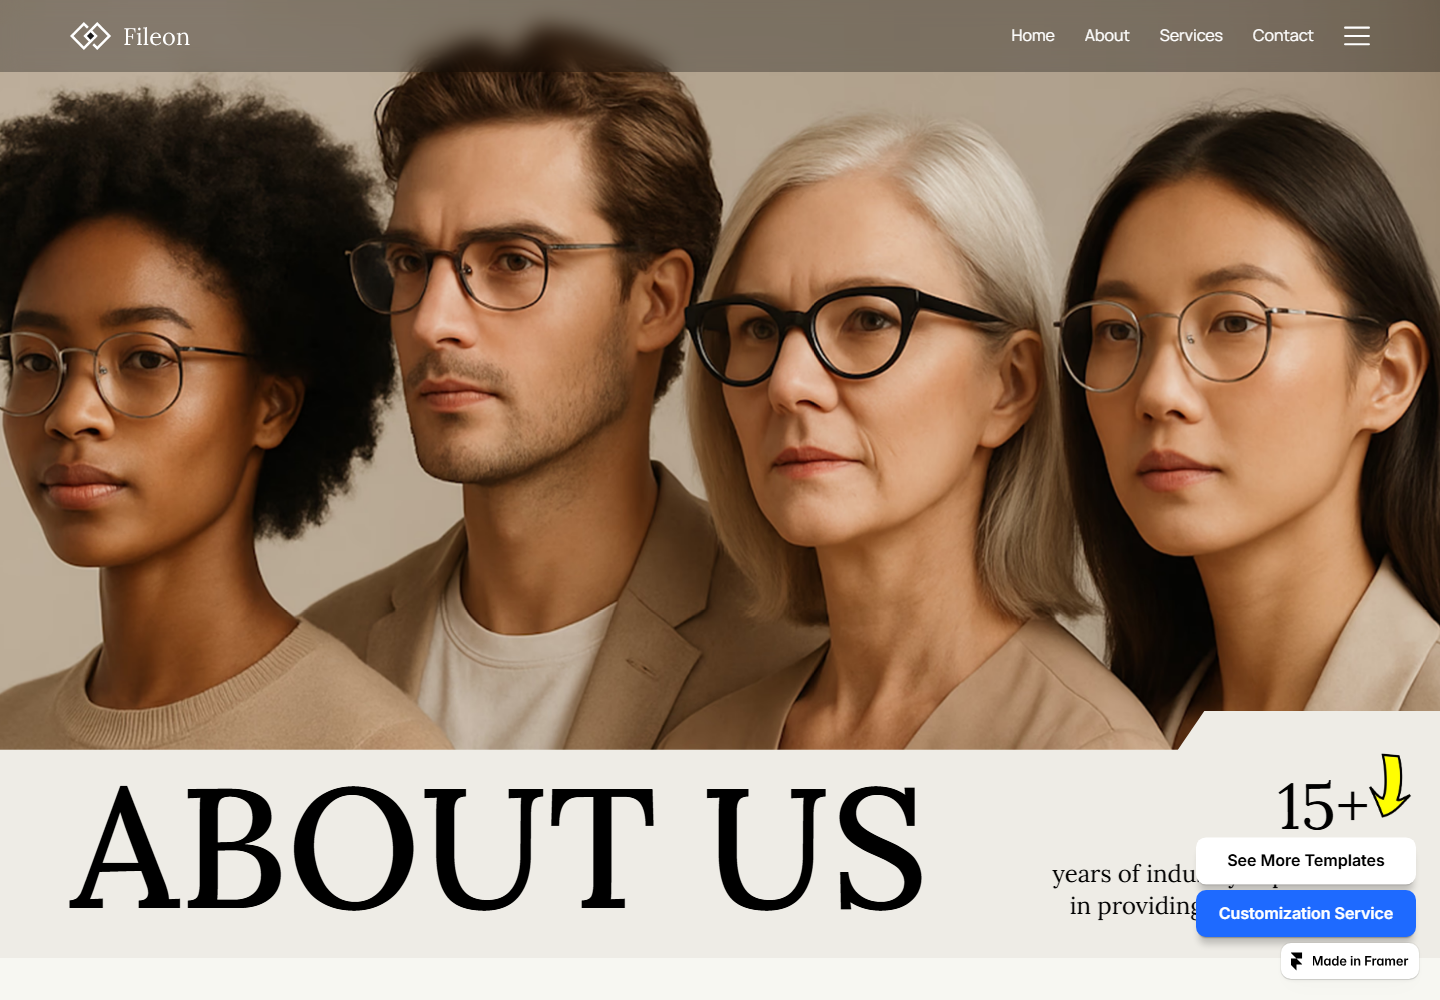 Fileon
Home
About
Services
Contact
ABOUT US
15+
years of
in providing
See More Templates
Customization Service
Made in Framer